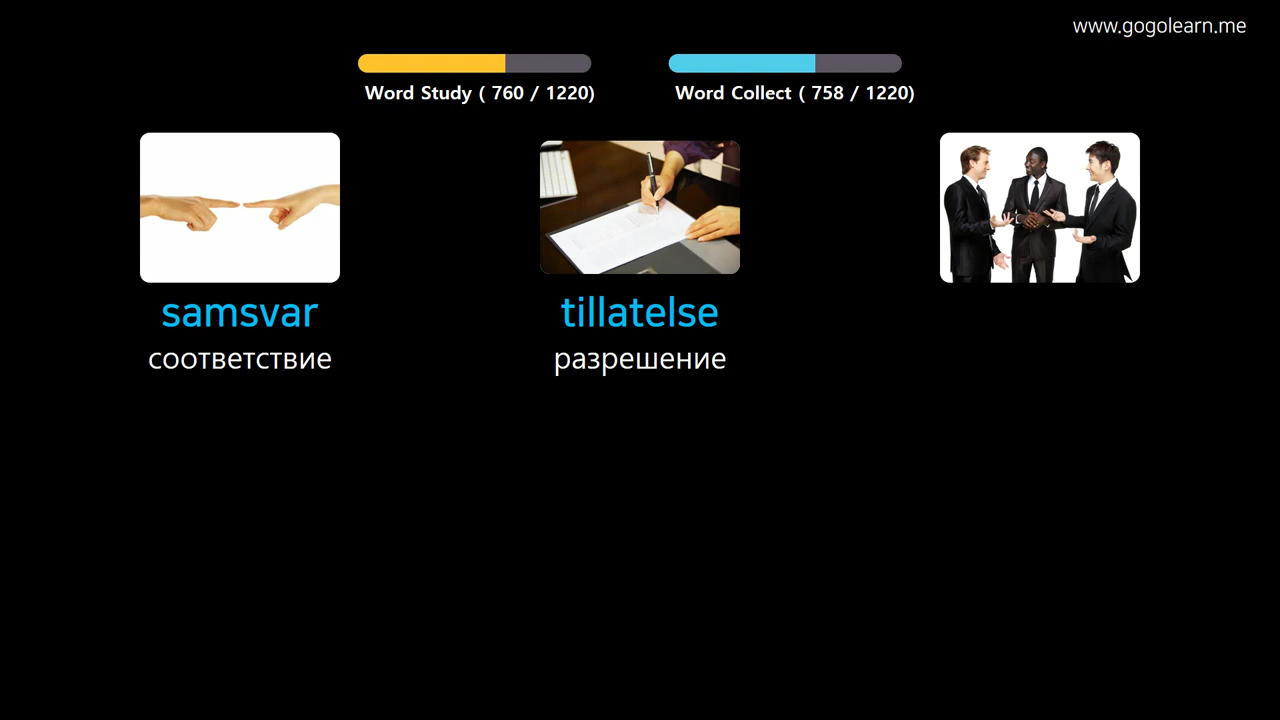 www.gogolearn.me
Word Study ( 760 / 1220)
Word Collect ( 758 / 1220)
samsvar
tillatelse
соответствие
разрешение